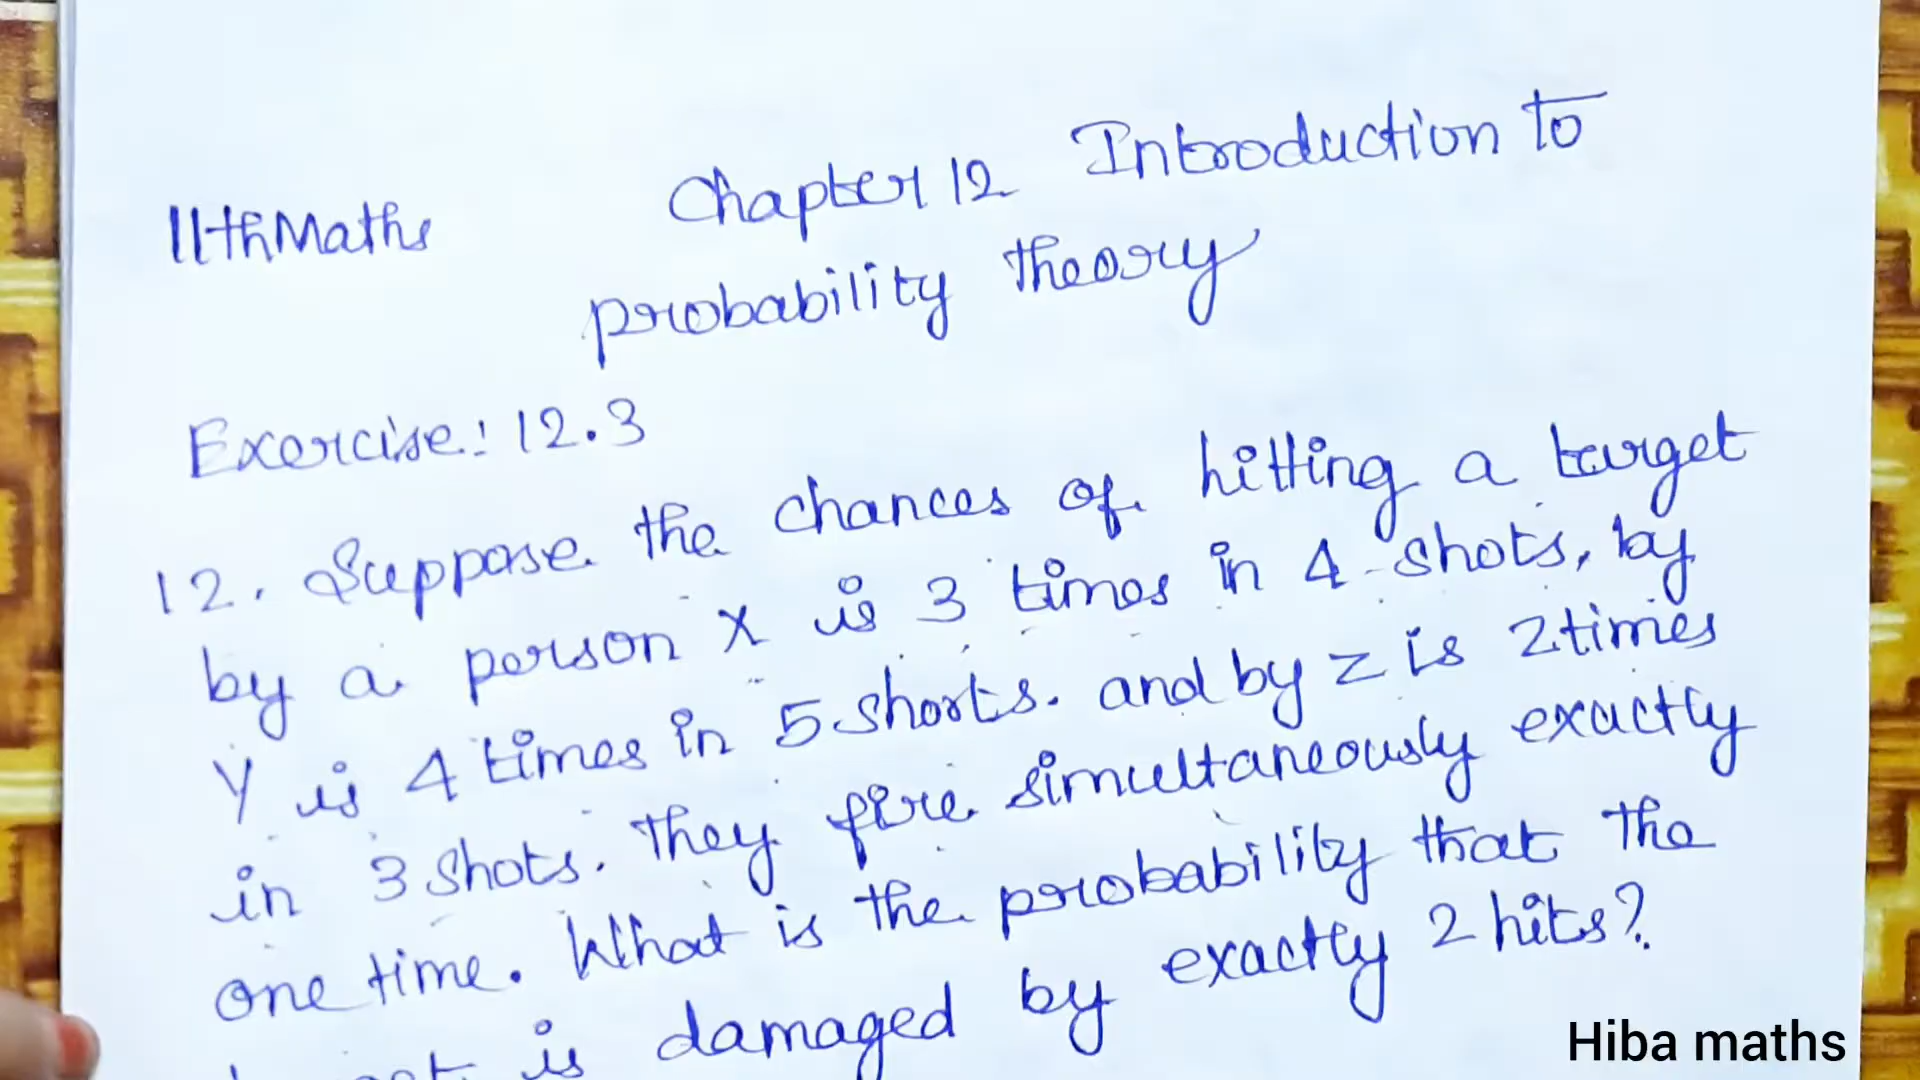 11thMaths
Chapter 12 Introduction to
probability theory
Exercise: 12.3
12. Suppose the chances of hitting a target
by a person X is 3 times in 4 shots, by
Y is 4 times in 5 shorts. and by Z is 2 times
in 3 shots. They fire simultaneously exactly
one time. What is the probability that the
is damaged by exactly 2 hits?
Hiba maths